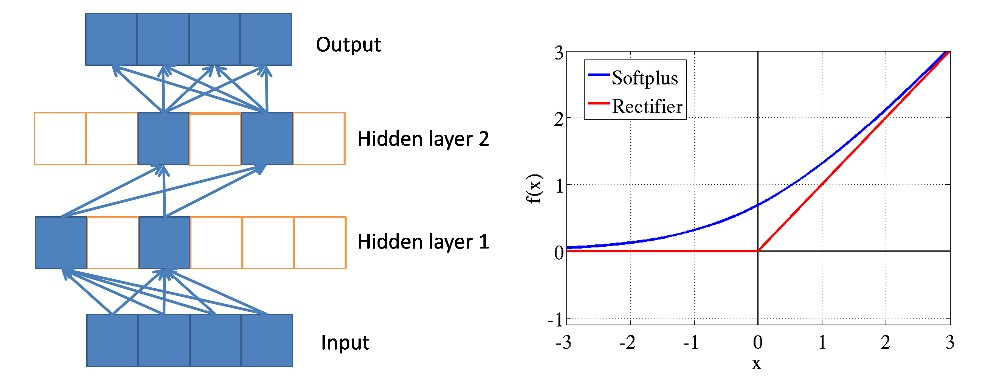 Output
Hidden layer 2
Hidden layer 1
Input
Softplus
Rectifier
f(x)
3
2
1
0
-1
-3
-2
-1
0
1
2
3
x